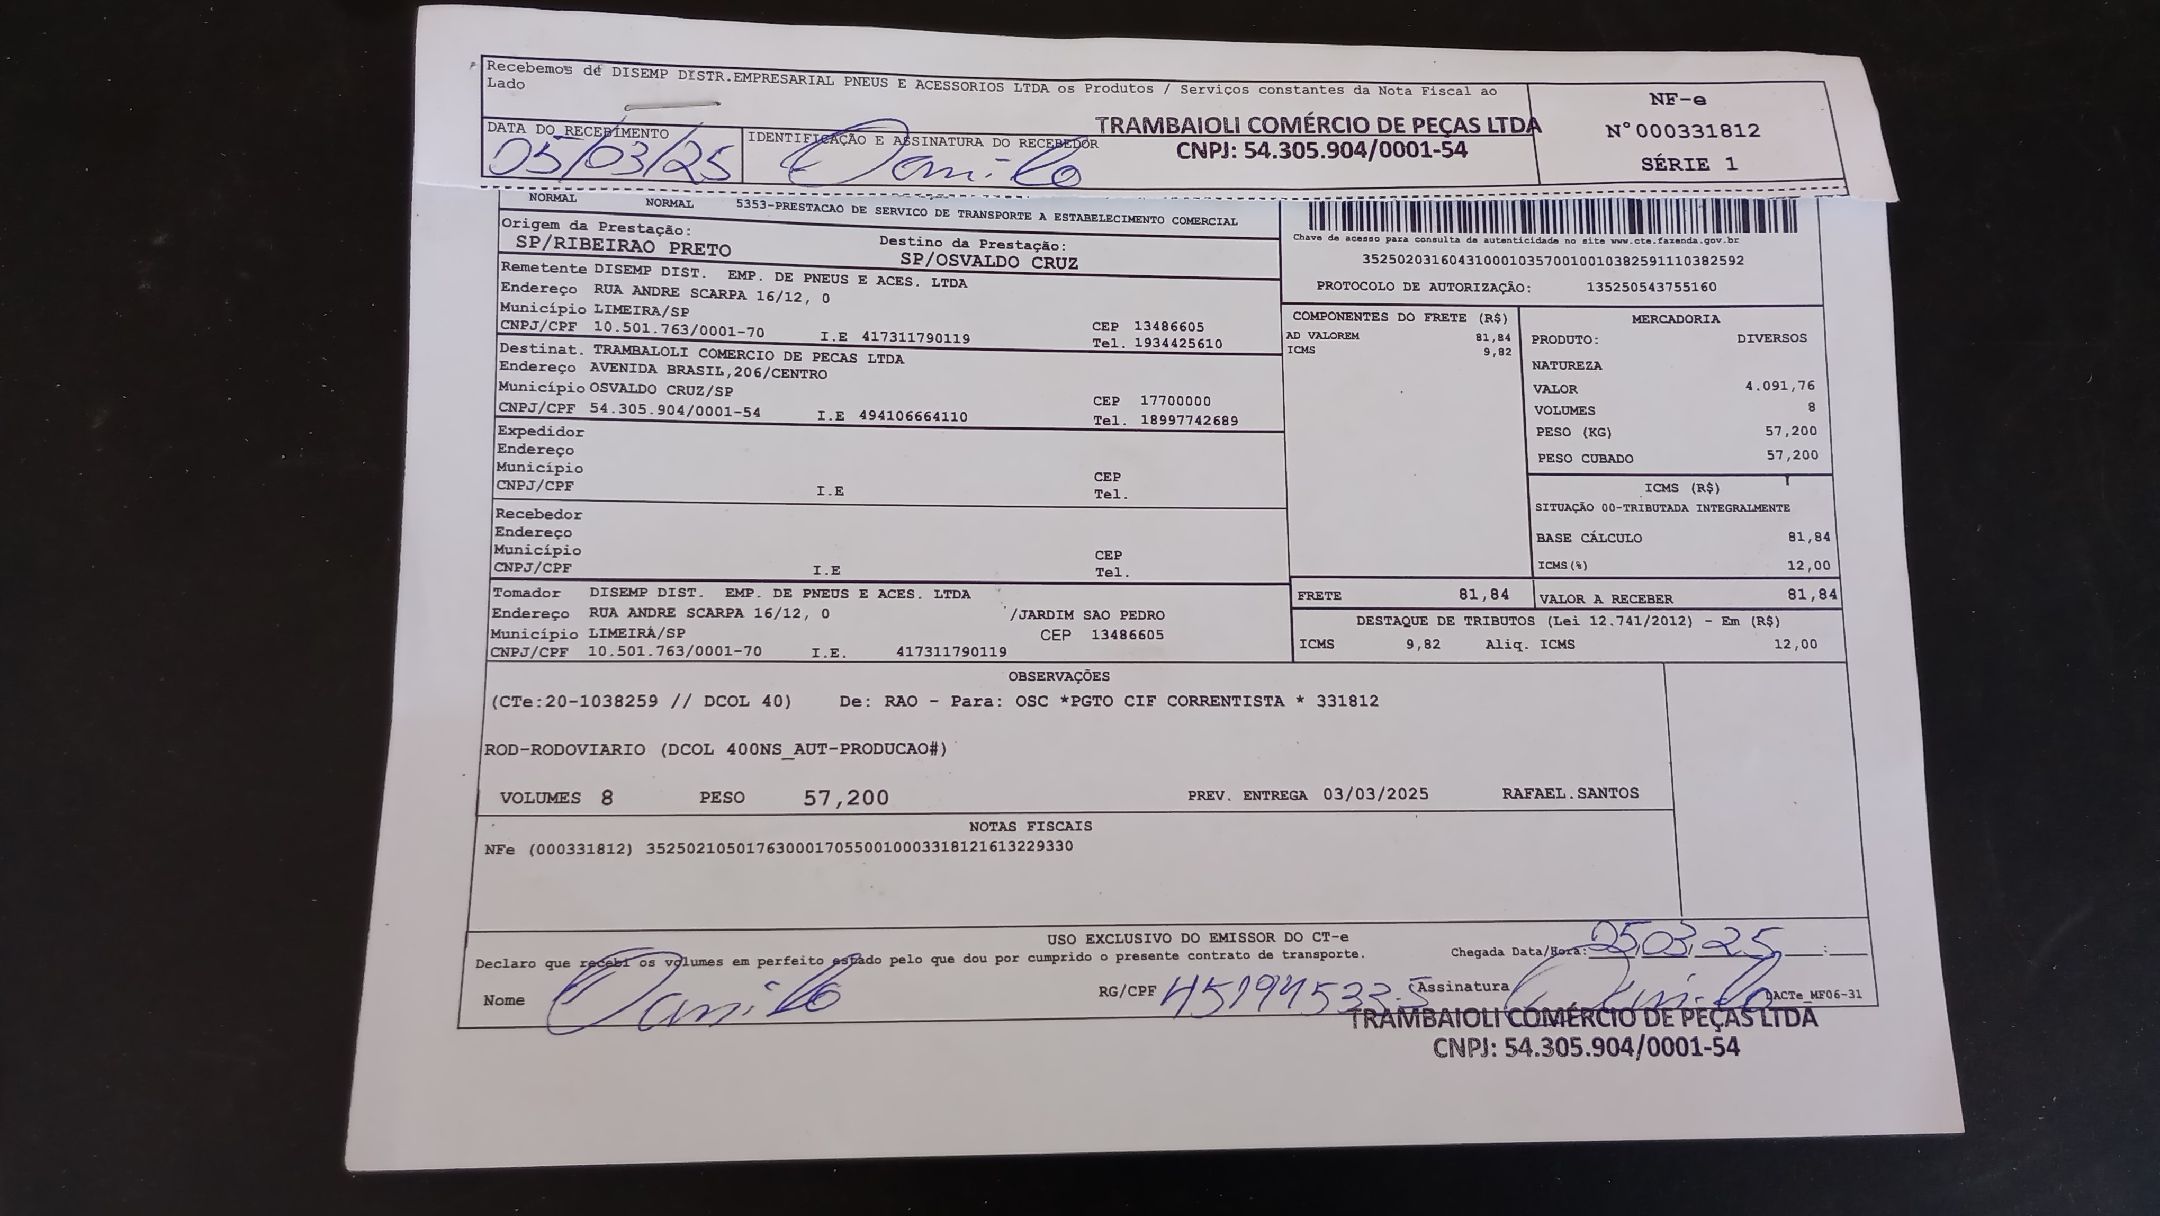 Recebemos de DISEMP DISTR.EMPRESARIAL PNEUS E ACESSORIOS LTDA os Produtos / Serviços constantes da Nota Fiscal ao
Lado
NF-e
Nº 000331812
SÉRIE 1
DATA DO RECEBIMENTO
05/03/25
IDENTIFICAÇÃO E ASSINATURA DO RECEBEDOR
Danilo
TRAMBAIOLI COMÉRCIO DE PEÇAS LTDA
CNPJ: 54.305.904/0001-54
NORMAL NORMAL 5353-PRESTACAO DE SERVICO DE TRANSPORTE A ESTABELECIMENTO COMERCIAL
Origem da Prestação:
SP/RIBEIRAO PRETO
Destino da Prestação:
SP/OSVALDO CRUZ
Chave de acesso para consulta de autenticidade no site www.cte.fazenda.gov.br
35250203160431000103570010010382591110382592
PROTOCOLO DE AUTORIZAÇÃO: 135250543755160
Remetente DISEMP DIST. EMP. DE PNEUS E ACES. LTDA
Endereço RUA ANDRE SCARPA 16/12, 0
Município LIMEIRA/SP
CEP 13486605
CNPJ/CPF 10.501.763/0001-70 I.E 417311790119 Tel. 1934425610
Destinat. TRAMBALOLI COMERCIO DE PECAS LTDA
Endereço AVENIDA BRASIL,206/CENTRO
Município OSVALDO CRUZ/SP CEP 17700000
CNPJ/CPF 54.305.904/0001-54 I.E 494106664110 Tel. 18997742689
Expedidor
Endereço
Município CEP
CNPJ/CPF I.E Tel.
Recebedor
Endereço
Município CEP
CNPJ/CPF I.E Tel.
Tomador DISEMP DIST. EMP. DE PNEUS E ACES. LTDA
Endereço RUA ANDRE SCARPA 16/12, 0 /JARDIM SAO PEDRO
Município LIMEIRA/SP CEP 13486605
CNPJ/CPF 10.501.763/0001-70 I.E. 417311790119
COMPONENTES DO FRETE (R$)
AD VALOREM 81,84
ICMS 9,82
MERCADORIA
PRODUTO: DIVERSOS
NATUREZA
VALOR 4.091,76
VOLUMES 8
PESO (KG) 57,200
PESO CUBADO 57,200
ICMS (R$)
SITUAÇÃO 00-TRIBUTADA INTEGRALMENTE
BASE CÁLCULO 81,84
ICMS(%) 12,00
FRETE 81,84 VALOR A RECEBER 81,84
DESTAQUE DE TRIBUTOS (Lei 12.741/2012) - Em (R$)
ICMS 9,82 Aliq. ICMS 12,00
OBSERVAÇÕES
(CTe:20-1038259 // DCOL 40) De: RAO - Para: OSC *PGTO CIF CORRENTISTA * 331812
ROD-RODOVIARIO (DCOL 400NS_AUT-PRODUCAO#)
VOLUMES 8 PESO 57,200 PREV. ENTREGA 03/03/2025 RAFAEL.SANTOS
NOTAS FISCAIS
NFe (000331812) 35250210501763000170550010003318121613229330
USO EXCLUSIVO DO EMISSOR DO CT-e
Declaro que recebi os volumes em perfeito estado pelo que dou por cumprido o presente contrato de transporte.
Chegada Data/Hora: 25 03 25 :
Nome Danilo
RG/CPF
Assinatura Danilo
DACTe_MF06-31
TRAMBAIOLI COMÉRCIO DE PEÇAS LTDA
CNPJ: 54.305.904/0001-54